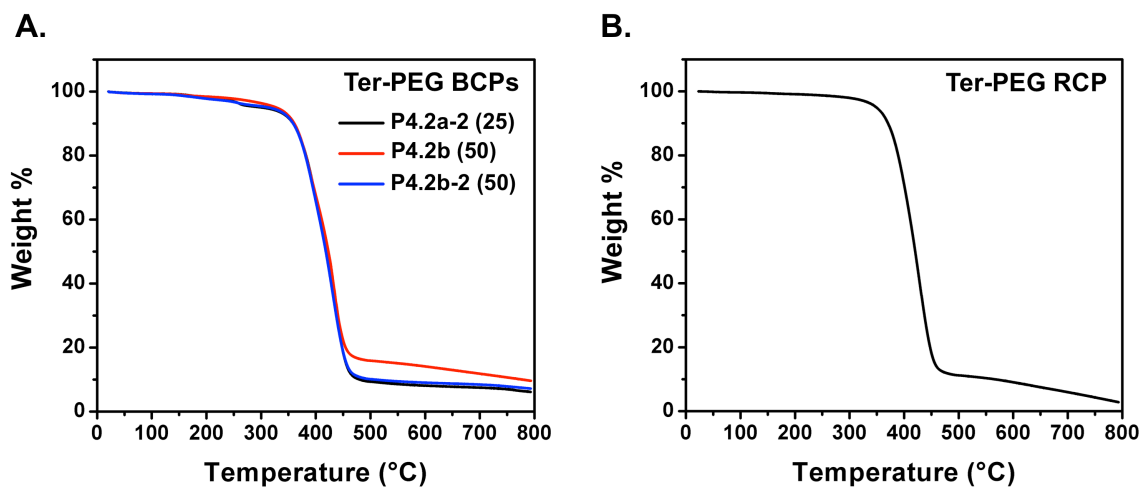 A.
Ter-PEG BCPs
P4.2a-2 (25)
P4.2b (50)
P4.2b-2 (50)
Weight %
100
80
60
40
20
0
0 100 200 300 400 500 600 700 800
Temperature (°C)
B.
Ter-PEG RCP
Weight %
100
80
60
40
20
0
0 100 200 300 400 500 600 700 800
Temperature (°C)